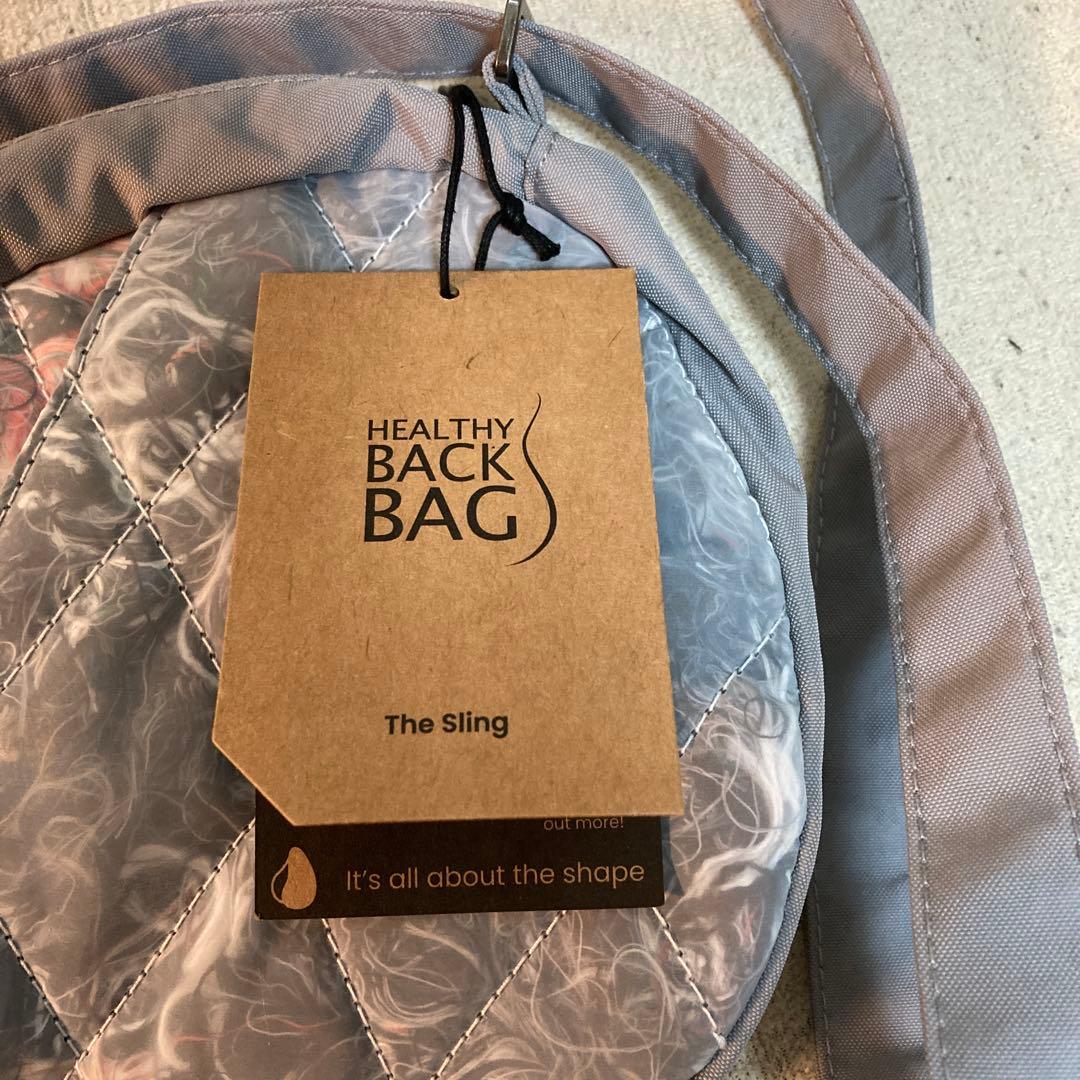 HEALTHY
BACK
BAG
The Sling
out more!
It's all about the shape